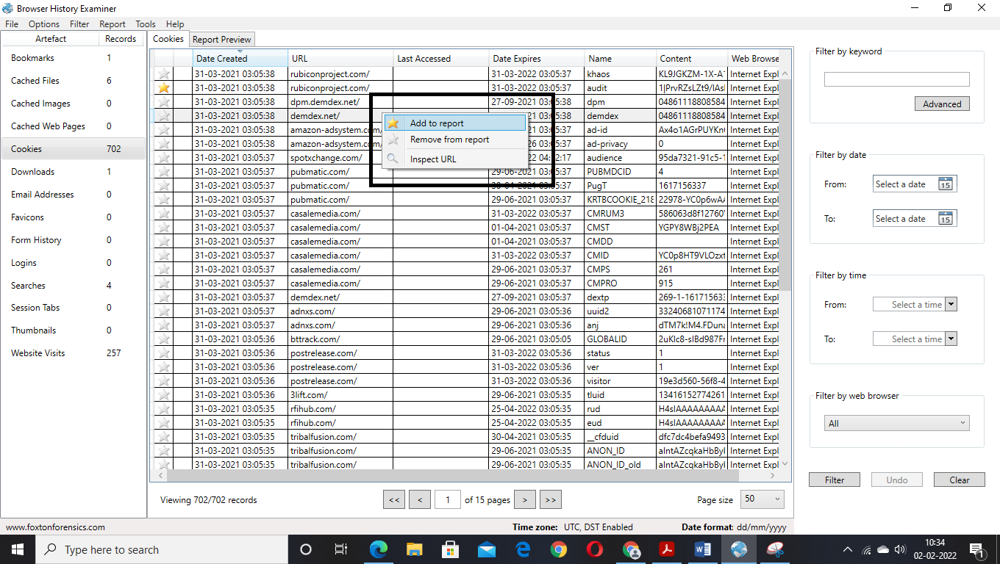 Browser History Examiner
File Options Filter Report Tools Help
Artefact Records
Bookmarks 1
Cached Files 6
Cached Images 0
Cached Web Pages 0
Cookies 702
Downloads 1
Email Addresses 0
Favicons 0
Form History 0
Logins 0
Searches 4
Session Tabs 0
Thumbnails 0
Website Visits 257
Cookies Report Preview
Date Created URL Last Accessed Date Expires Name Content Web Browse
31-03-2021 03:05:38 rubiconproject.com/ 31-03-2022 03:05:37 khaos KL9JGKZM-1X-A Internet Expl
31-03-2021 03:05:38 rubiconproject.com/ 31-03-2022 03:05:37 audit 1|PrvRZsLZt9/IAs Internet Expl
31-03-2021 03:05:38 dpm.demdex.net/ 27-09-2021 03:05:38 dpm 04861118808584 Internet Expl
31-03-2021 03:05:38 demdex.net/ 1 03:05:38 demdex 04861118808584 Internet Expl
31-03-2021 03:05:38 amazon-adsystem.com/ 1 03:05:37 ad-id Ax4o1AGrPUYKn Internet Expl
31-03-2021 03:05:38 amazon-adsystem.com/ 6 03:05:37 ad-privacy 0 Internet Expl
31-03-2021 03:05:38 spotxchange.com/ 2 04: 2:17 audience 95da7321-91c5-1 Internet Expl
31-03-2021 03:05:37 pubmatic.com/ 29-06-2021 03:05:37 PUBMDCID 4 Internet Expl
31-03-2021 03:05:37 pubmatic.com/ 30-04-2021 03:05:37 PugT 1617156337 Internet Expl
31-03-2021 03:05:37 pubmatic.com/ 29-06-2021 03:05:37 KRTBCOOKIE_218 22978-YC0p6wA Internet Expl
31-03-2021 03:05:37 casalemedia.com/ 31-03-2022 03:05:37 CMRUM3 586063d8f12760 Internet Expl
31-03-2021 03:05:37 casalemedia.com/ 01-04-2021 03:05:37 CMST YGPY8WBj2PEA Internet Expl
31-03-2021 03:05:37 casalemedia.com/ 01-04-2021 03:05:37 CMDD Internet Expl
31-03-2021 03:05:37 casalemedia.com/ 31-03-2022 03:05:37 CMID YC0p8HT9VLOzxt Internet Expl
31-03-2021 03:05:37 casalemedia.com/ 29-06-2021 03:05:37 CMPS 261 Internet Expl
31-03-2021 03:05:37 casalemedia.com/ 29-06-2021 03:05:37 CMPRO 915 Internet Expl
31-03-2021 03:05:37 demdex.net/ 27-09-2021 03:05:37 dextp 269-1-161715633 Internet Expl
31-03-2021 03:05:37 adnxs.com/ 29-06-2021 03:05:36 uuid2 33240681071174 Internet Expl
31-03-2021 03:05:37 adnxs.com/ 29-06-2021 03:05:36 anj dTM7k!M4.FDuna Internet Expl
31-03-2021 03:05:36 bttrack.com/ 29-06-2021 03:05:05 GLOBALID 2uKlc8-sIBd987Fr Internet Expl
31-03-2021 03:05:36 postrelease.com/ 31-03-2022 03:05:36 status 1 Internet Expl
31-03-2021 03:05:36 postrelease.com/ 31-03-2022 03:05:36 ver 1 Internet Expl
31-03-2021 03:05:36 postrelease.com/ 31-03-2022 03:05:36 visitor 19e3d560-56f8-4 Internet Expl
31-03-2021 03:05:36 3lift.com/ 29-06-2021 03:05:35 tluid 13416152774261 Internet Expl
31-03-2021 03:05:35 rfihub.com/ 25-04-2022 03:05:35 rud H4sIAAAAAAAAA Internet Expl
31-03-2021 03:05:35 rfihub.com/ 25-04-2022 03:05:35 eud H4sIAAAAAAAAA Internet Expl
31-03-2021 03:05:35 tribalfusion.com/ 30-04-2021 03:05:35 __cfduid dfc7dc4befa9493 Internet Expl
31-03-2021 03:05:35 tribalfusion.com/ 29-06-2021 03:05:35 ANON_ID aIntAZcqkaHbByl Internet Expl
31-03-2021 03:05:35 tribalfusion.com/ 29-06-2021 03:05:35 ANON_ID_old aIntAZcqkaHbByl Internet Expl
Add to report
Remove from report
Inspect URL
Viewing 702/702 records << < 1 of 15 pages > >> Page size 50
Filter by keyword
Advanced
Filter by date
From: Select a date 15
To: Select a date 15
Filter by time
From: Select a time
To: Select a time
Filter by web browser
All
Filter Undo Clear
www.foxtonforensics.com Time zone: UTC, DST Enabled Date format: dd/mm/yyyy
Type here to search
10:34
02-02-2022
1